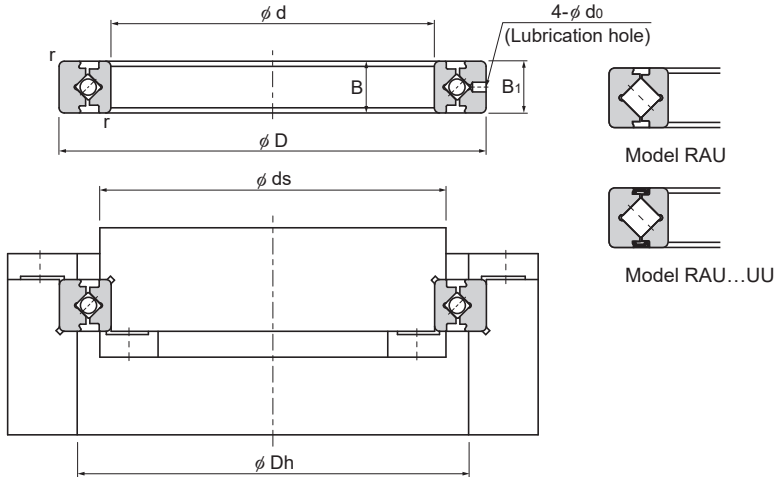 ϕ d
4-ϕ d0
(Lubrication hole)
r
B
B1
r
ϕ D
Model RAU
ϕ ds
Model RAU…UU
ϕ Dh